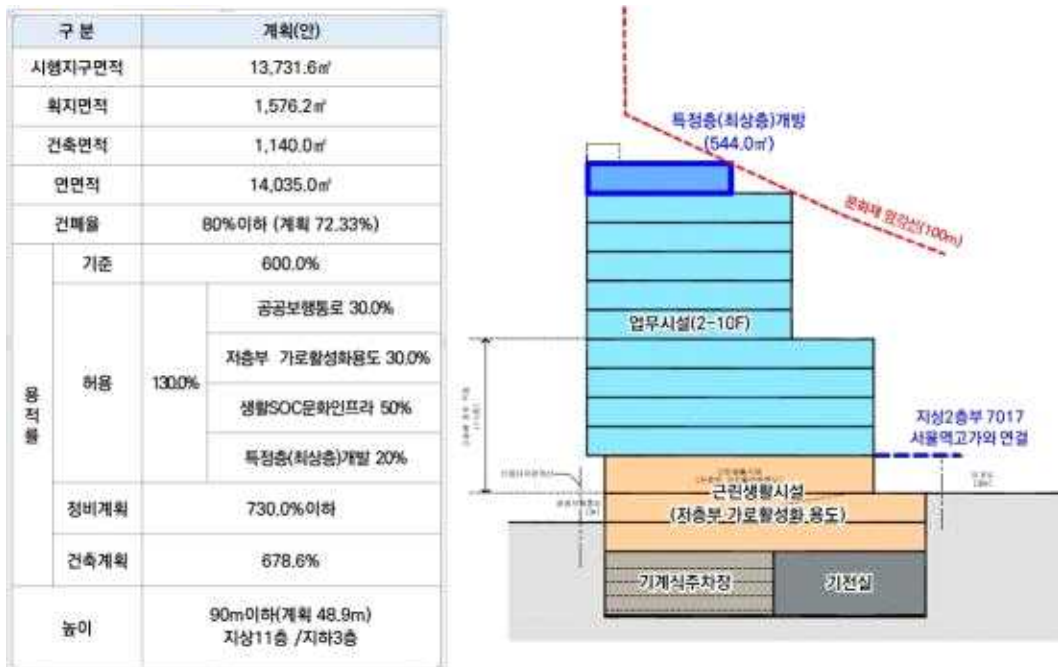 구 분 계획(안)
시행지구면적 13,731.6㎡
획지면적 1,576.2㎡
건축면적 1,140.0㎡
연면적 14,035.0㎡
건폐율 80%이하 (계획 72.33%)
용적률
기준 600.0%
허용 130.0%
공공보행통로 30.0%
저층부 가로활성화용도 30.0%
생활SOC문화인프라 50%
특정층(최상층)개발 20%
정비계획 730.0%이하
건축계획 678.6%
높이
90m이하(계획 48.9m)
지상11층 /지하3층
특정층(최상층)개발
(544.0㎡)
문화재 앙각선(100m)
업무시설(2-10F)
지상2층부 7017
서울역고가와 연결
근린생활시설
(저층부 가로활성화 용도)
기계식주차장
기전실